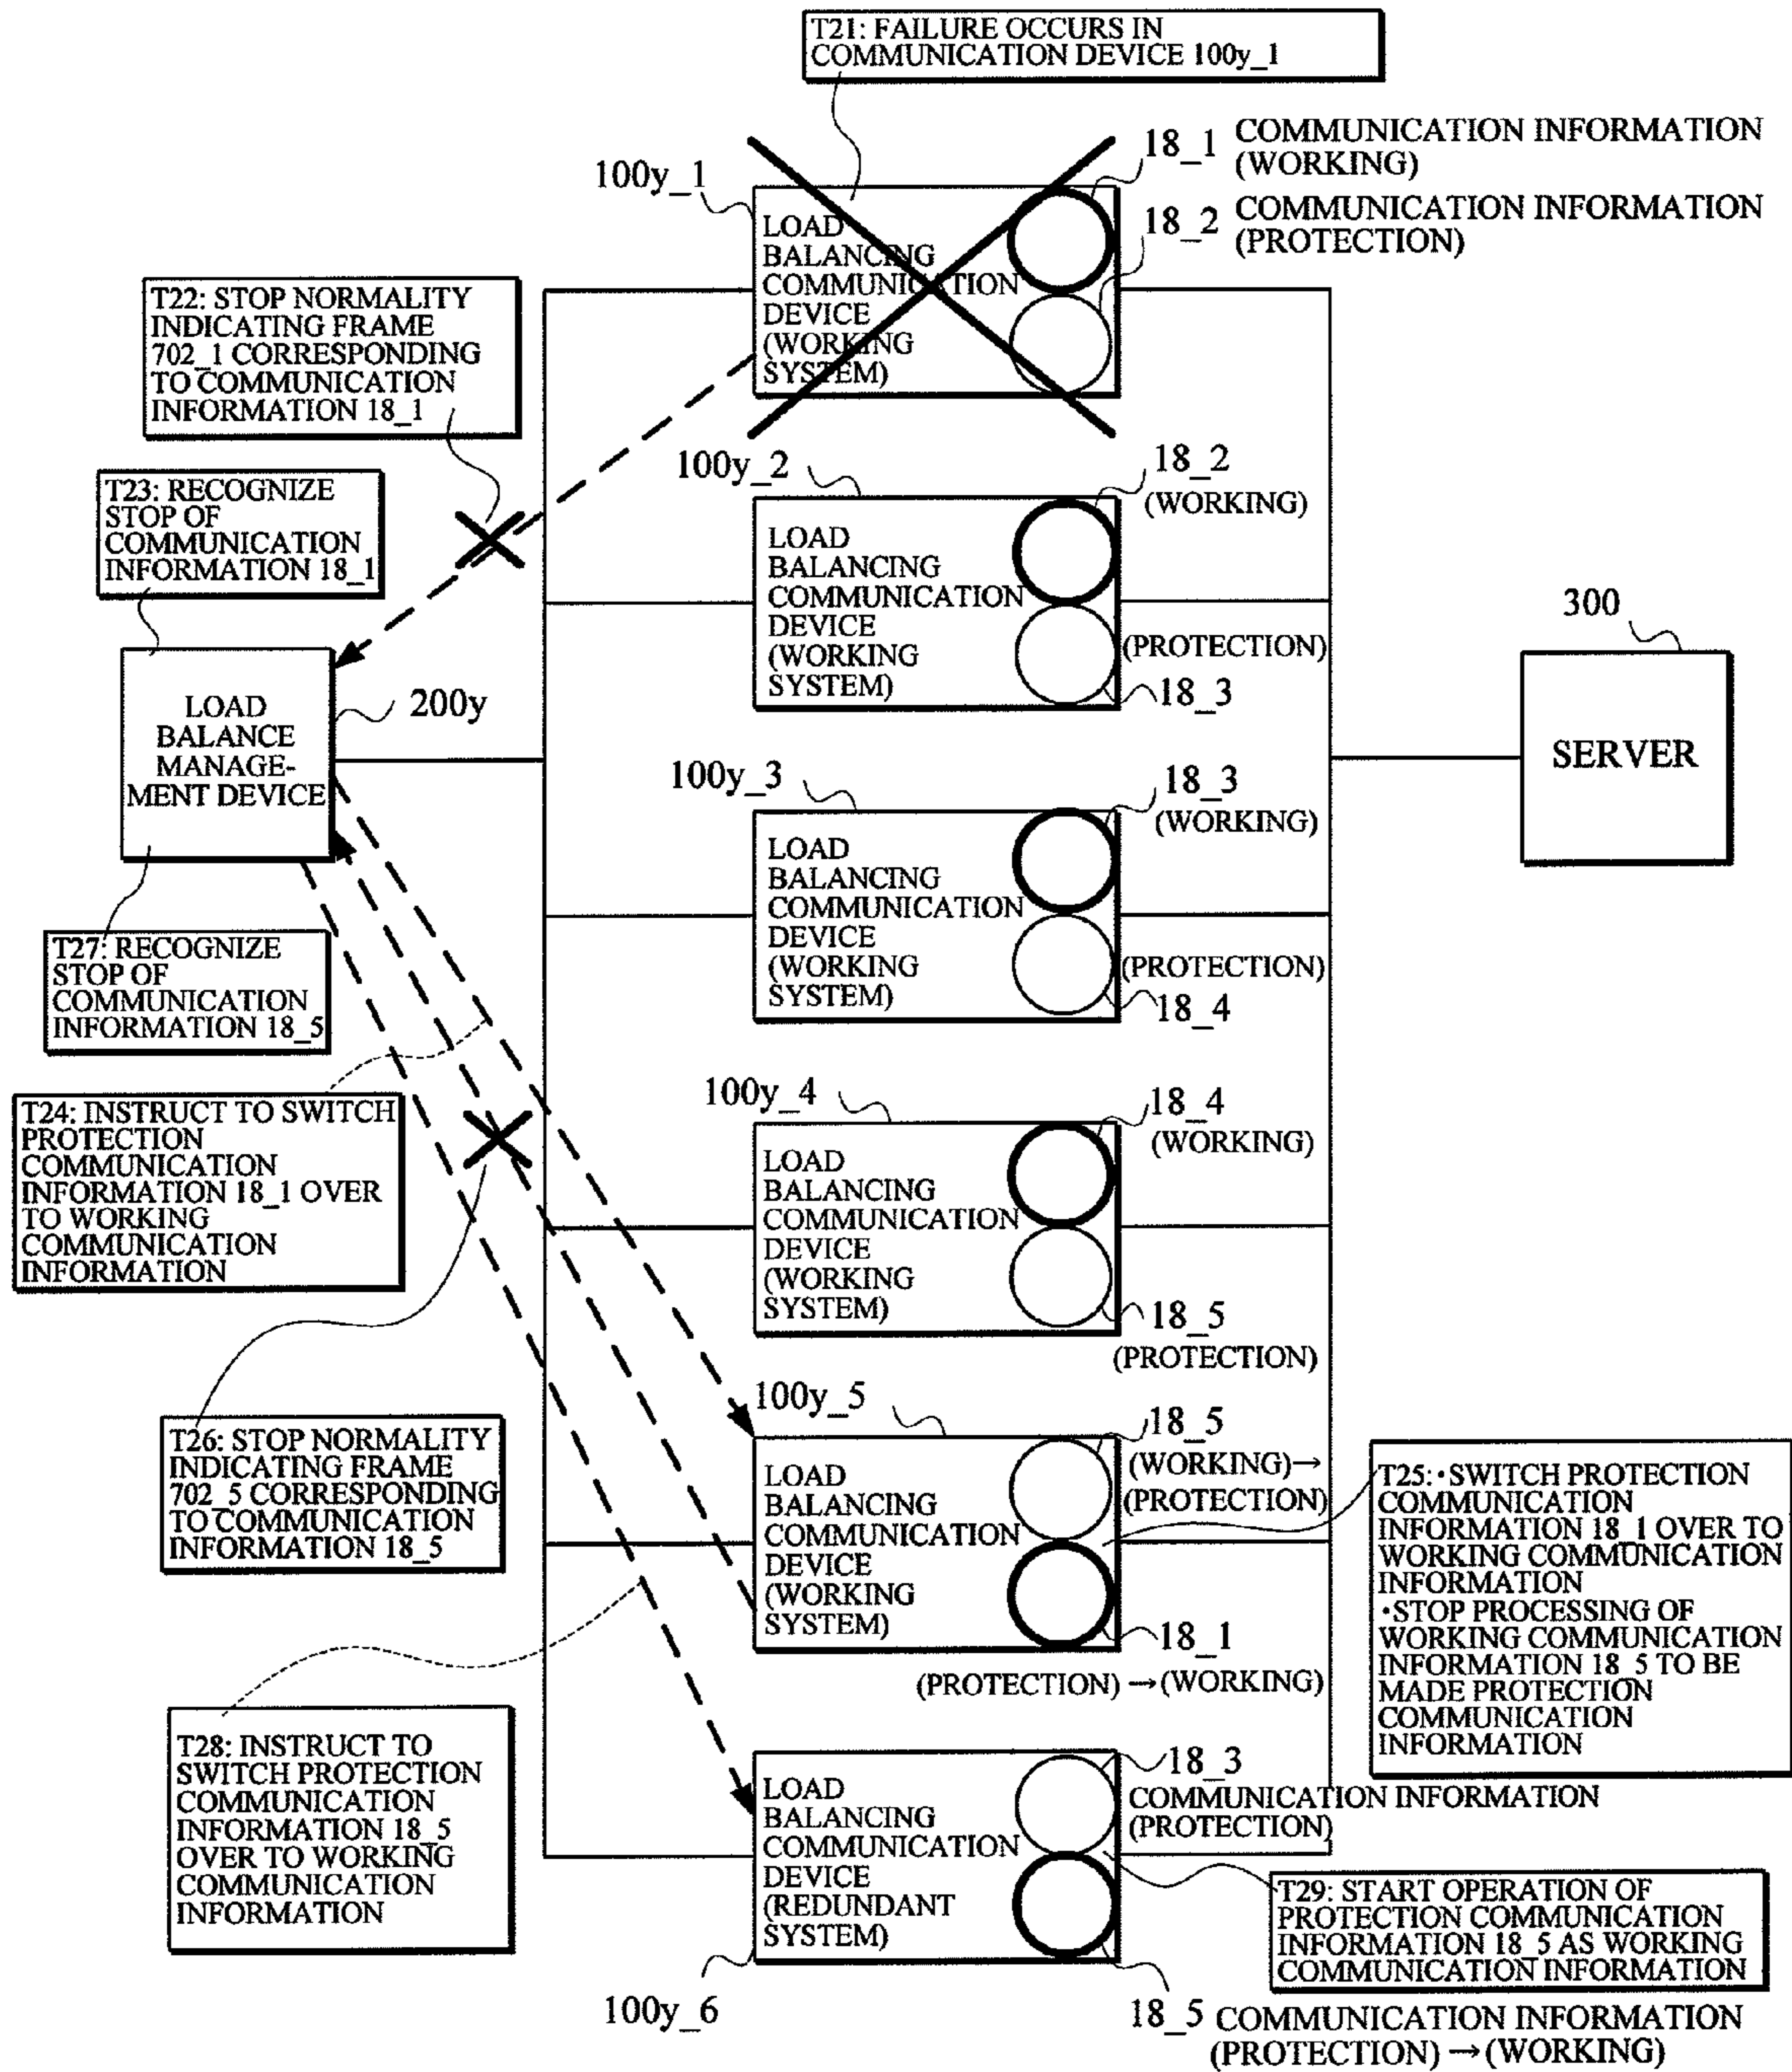 T21: FAILURE OCCURS IN
COMMUNICATION DEVICE 100y_1
100y_1
18_1 COMMUNICATION INFORMATION
(WORKING)
18_2 COMMUNICATION INFORMATION
(PROTECTION)
LOAD
BALANCING
COMMUNICATION
DEVICE
(WORKING
SYSTEM)
T22: STOP NORMALITY
INDICATING FRAME
702_1 CORRESPONDING
TO COMMUNICATION
INFORMATION 18_1
T23: RECOGNIZE
STOP OF
COMMUNICATION
INFORMATION 18_1
100y_2
18_2
(WORKING)
LOAD
BALANCING
COMMUNICATION
DEVICE
(WORKING
SYSTEM)
(PROTECTION)
18_3
300
SERVER
LOAD
BALANCE
MANAGE-
MENT DEVICE
200y
100y_3
18_3
(WORKING)
LOAD
BALANCING
COMMUNICATION
DEVICE
(WORKING
SYSTEM)
(PROTECTION)
18_4
T27: RECOGNIZE
STOP OF
COMMUNICATION
INFORMATION 18_5
T24: INSTRUCT TO SWITCH
PROTECTION
COMMUNICATION
INFORMATION 18_1 OVER
TO WORKING
COMMUNICATION
INFORMATION
100y_4
18_4
(WORKING)
LOAD
BALANCING
COMMUNICATION
DEVICE
(WORKING
SYSTEM)
18_5
(PROTECTION)
T26: STOP NORMALITY
INDICATING FRAME
702_5 CORRESPONDING
TO COMMUNICATION
INFORMATION 18_5
100y_5
18_5
(WORKING)→
(PROTECTION)
LOAD
BALANCING
COMMUNICATION
DEVICE
(WORKING
SYSTEM)
18_1
(PROTECTION) →(WORKING)
T25:•SWITCH PROTECTION
COMMUNICATION
INFORMATION 18_1 OVER TO
WORKING COMMUNICATION
INFORMATION
•STOP PROCESSING OF
WORKING COMMUNICATION
INFORMATION 18_5 TO BE
MADE PROTECTION
COMMUNICATION
INFORMATION
T28: INSTRUCT TO
SWITCH PROTECTION
COMMUNICATION
INFORMATION 18_5
OVER TO WORKING
COMMUNICATION
INFORMATION
18_3
COMMUNICATION INFORMATION
(PROTECTION)
LOAD
BALANCING
COMMUNICATION
DEVICE
(REDUNDANT
SYSTEM)
T29: START OPERATION OF
PROTECTION COMMUNICATION
INFORMATION 18_5 AS WORKING
COMMUNICATION INFORMATION
100y_6
18_5 COMMUNICATION INFORMATION
(PROTECTION) →(WORKING)